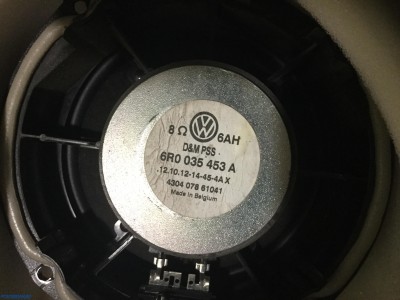 8 Ω 6AH
D&M PSS
6R0 035 453 A
.12.10.12-14-45-4A X
4304 078 61041
Made in Belgium